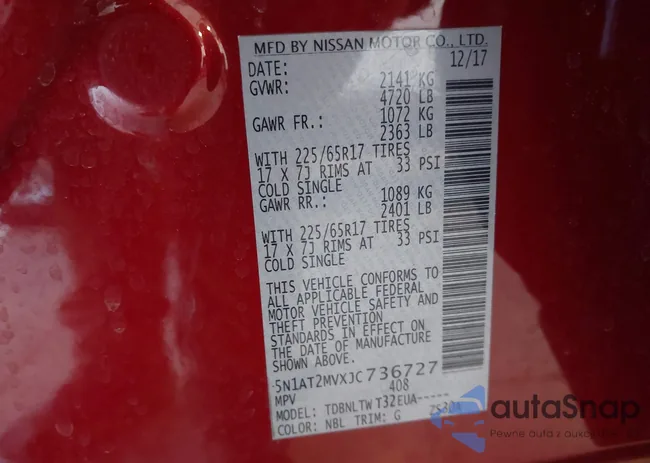 MFD BY NISSAN MOTOR CO., LTD.
DATE: 12/17
GVWR: 2141 KG
4720 LB
GAWR FR.: 1072 KG
2363 LB
WITH 225/65R17 TIRES
17 X 7J RIMS AT 33 PSI
COLD SINGLE
GAWR RR.: 1089 KG
2401 LB
WITH 225/65R17 TIRES
17 X 7J RIMS AT 33 PSI
COLD SINGLE
THIS VEHICLE CONFORMS TO
ALL APPLICABLE FEDERAL
MOTOR VEHICLE SAFETY AND
THEFT PREVENTION
STANDARDS IN EFFECT ON
THE DATE OF MANUFACTURE
SHOWN ABOVE.
5N1AT2MVXJC736727
MPV 408
MODEL: TDBNLTW T32EUA-----
COLOR: NBL TRIM: G
autaSnap
Pewne auta z aukcji